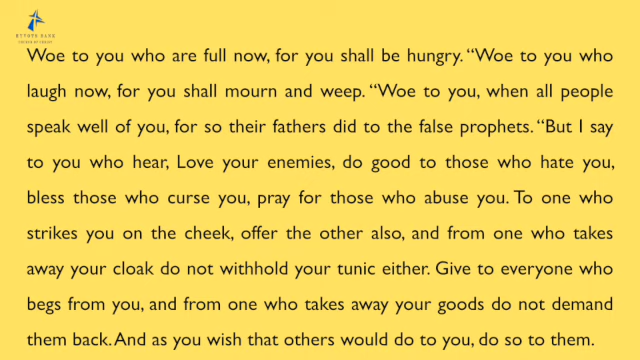 KYUSYU BANG
CHURCH OF CHRIST
Woe to you who are full now, for you shall be hungry. “Woe to you who
laugh now, for you shall mourn and weep. “Woe to you, when all people
speak well of you, for so their fathers did to the false prophets. “But I say
to you who hear, Love your enemies, do good to those who hate you,
bless those who curse you, pray for those who abuse you. To one who
strikes you on the cheek, offer the other also, and from one who takes
away your cloak do not withhold your tunic either. Give to everyone who
begs from you, and from one who takes away your goods do not demand
them back. And as you wish that others would do to you, do so to them.